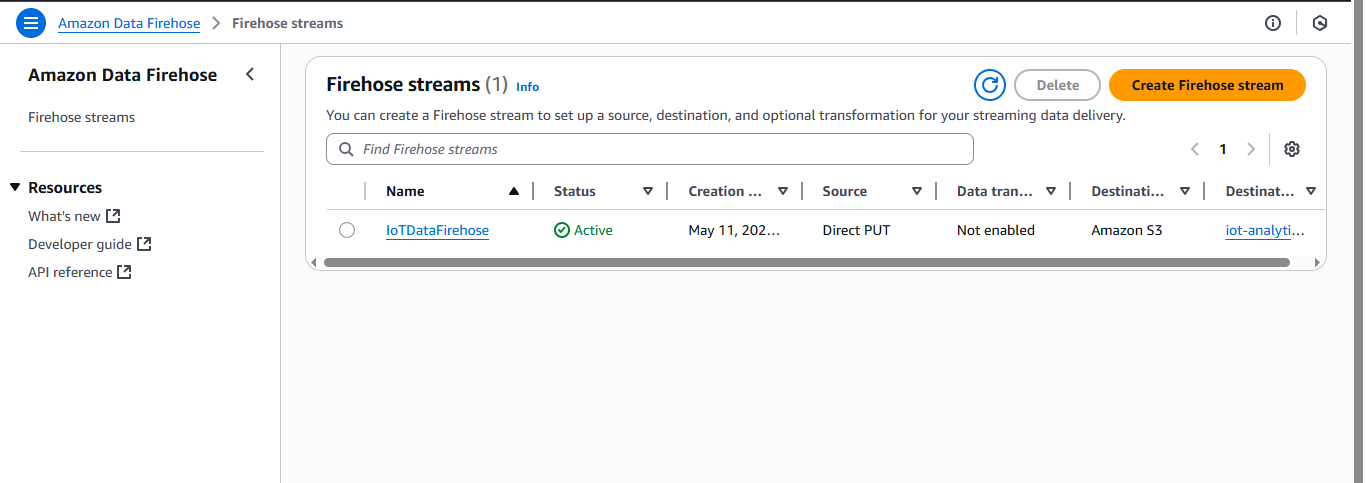 Amazon Data Firehose > Firehose streams
Amazon Data Firehose
Firehose streams
Resources
What's new
Developer guide
API reference
Firehose streams (1) Info
Delete
Create Firehose stream
You can create a Firehose stream to set up a source, destination, and optional transformation for your streaming data delivery.
Find Firehose streams
1
Name Status Creation ... Source Data tran... Destinati... Destinat...
IoTDataFirehose Active May 11, 202... Direct PUT Not enabled Amazon S3 iot-analyti...